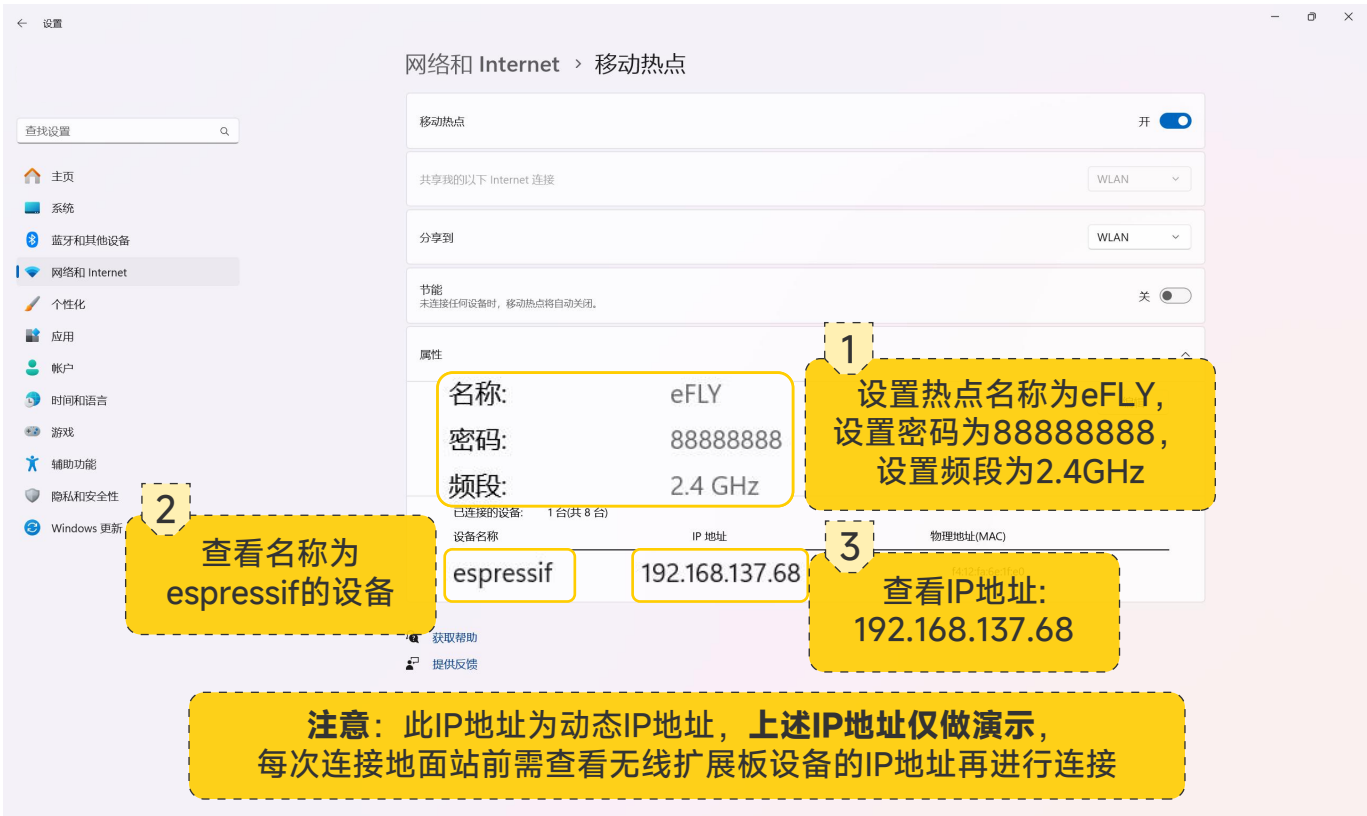 设置
网络和 Internet › 移动热点
查找设置
主页
系统
蓝牙和其他设备
网络和 Internet
个性化
应用
帐户
时间和语言
游戏
辅助功能
隐私和安全性
Windows 更新
移动热点
开
共享我的以下 Internet 连接
WLAN
分享到
WLAN
节能
未连接任何设备时，移动热点将自动关闭。
关
属性
名称: eFLY
密码: 88888888
频段: 2.4 GHz
1
设置热点名称为eFLY,
设置密码为88888888，
设置频段为2.4GHz
已连接的设备: 1 台(共 8 台)
设备名称 IP 地址 物理地址(MAC)
espressif 192.168.137.68
2
查看名称为
espressif的设备
3
查看IP地址:
192.168.137.68
获取帮助
提供反馈
注意：此IP地址为动态IP地址，上述IP地址仅做演示，
每次连接地面站前需查看无线扩展板设备的IP地址再进行连接